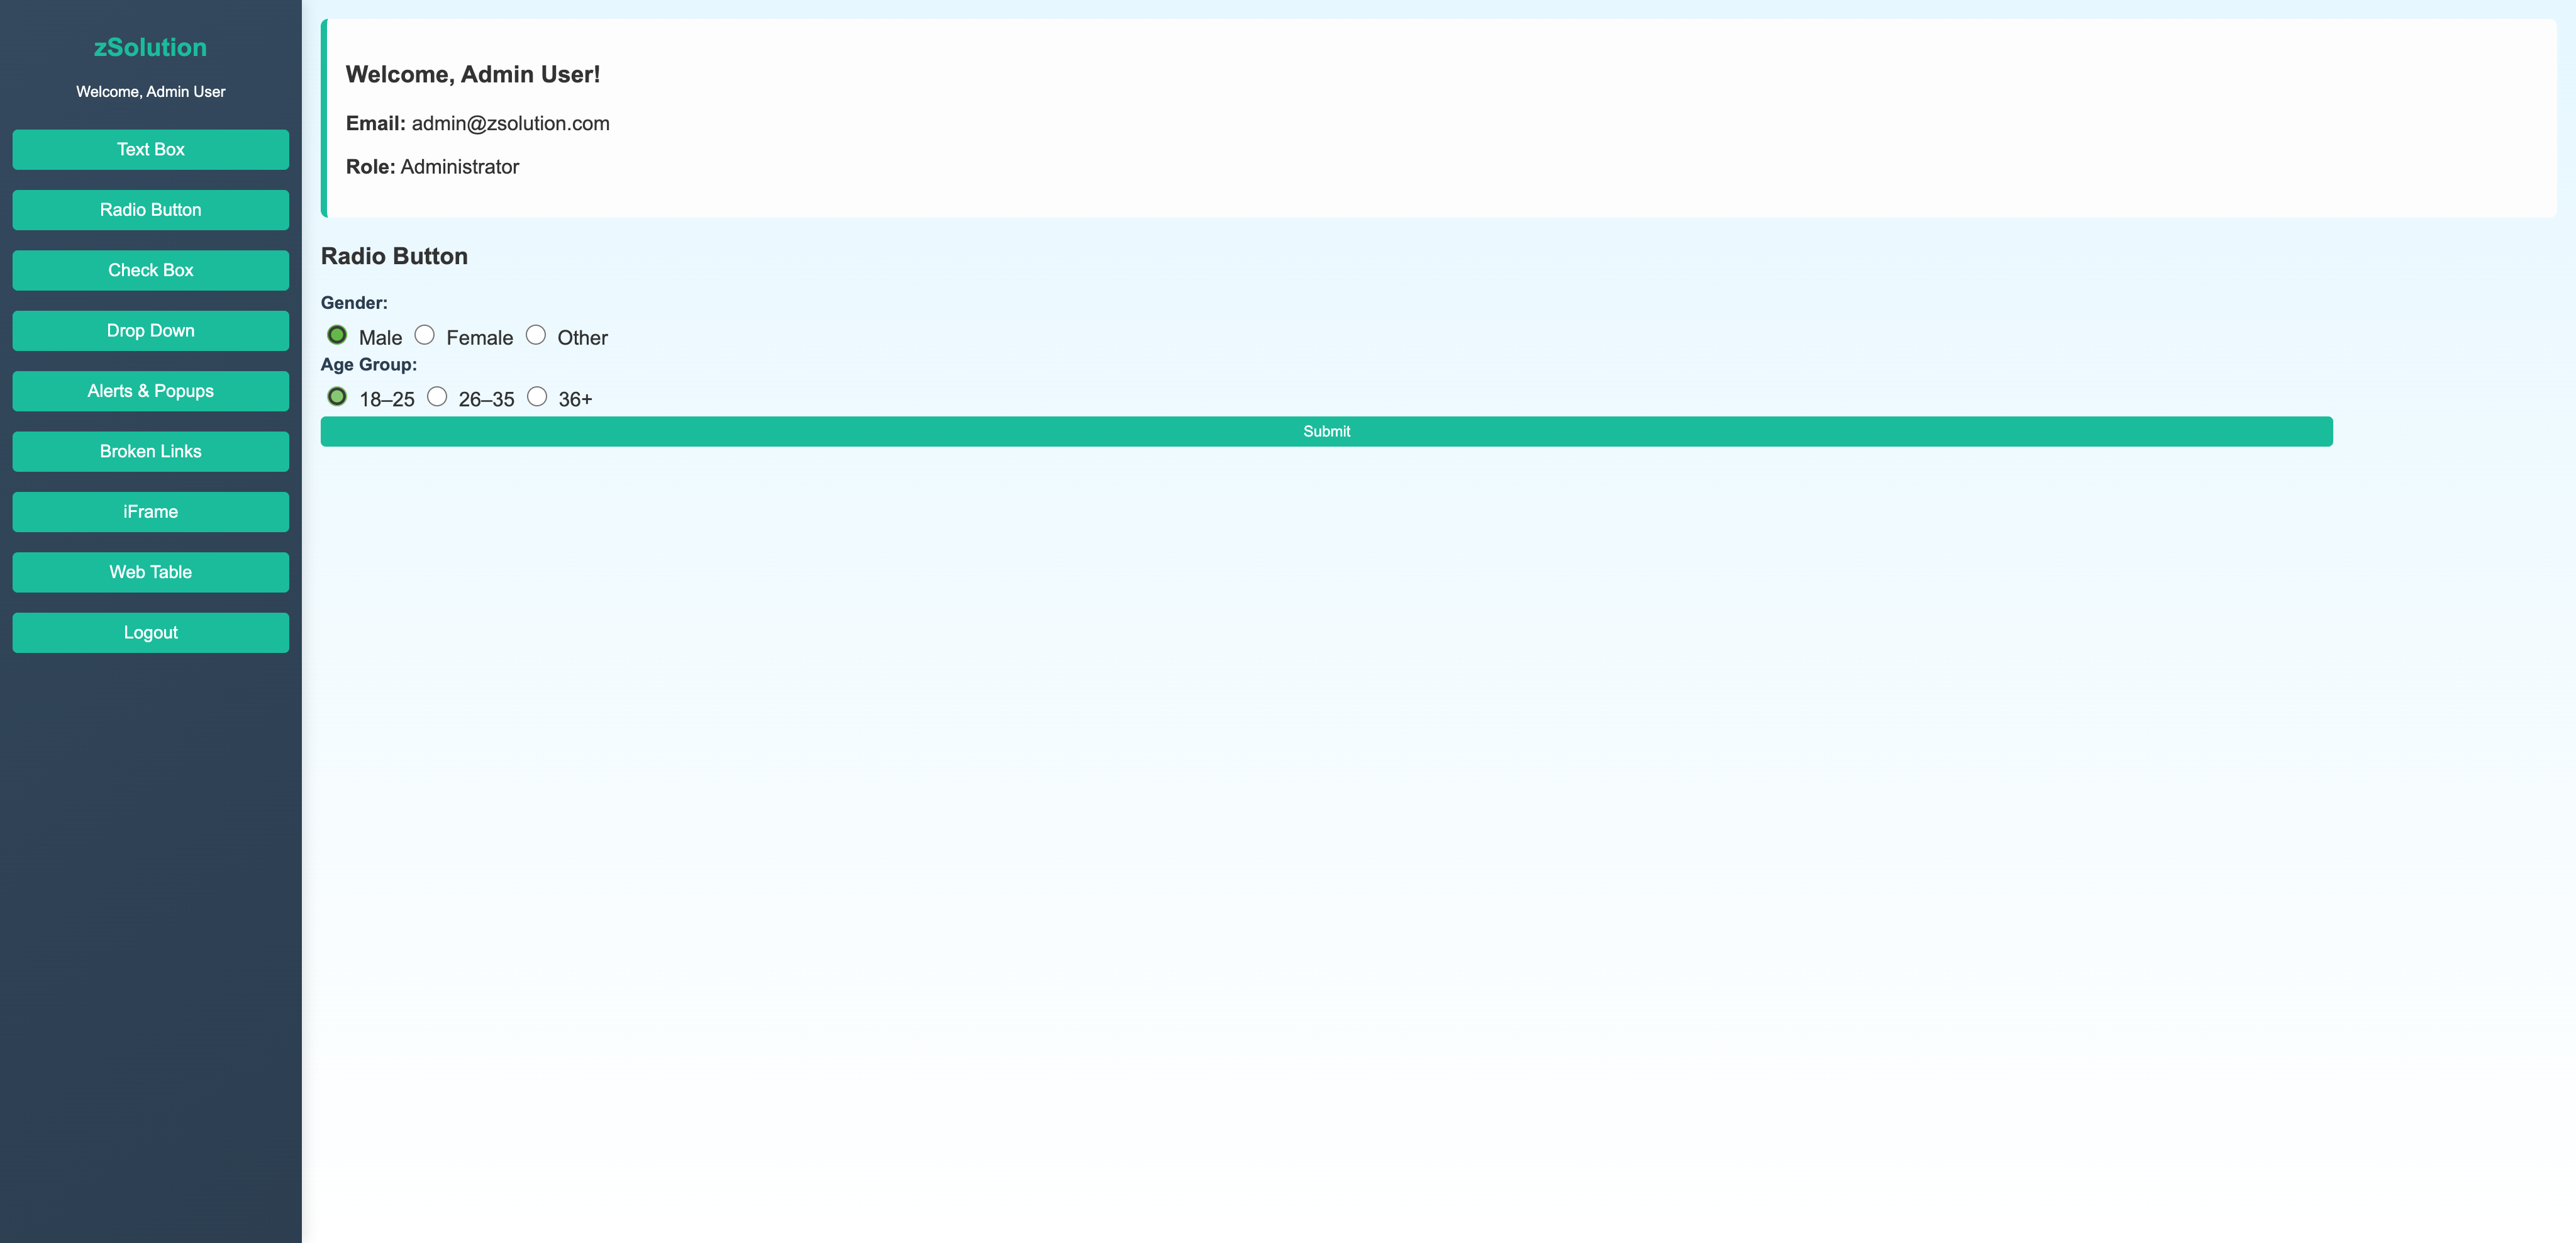 zSolution
Welcome, Admin User
Text Box
Radio Button
Check Box
Drop Down
Alerts & Popups
Broken Links
iFrame
Web Table
Logout
Welcome, Admin User!
Email: admin@zsolution.com
Role: Administrator
Radio Button
Gender:
Male Female Other
Age Group:
18–25 26–35 36+
Submit